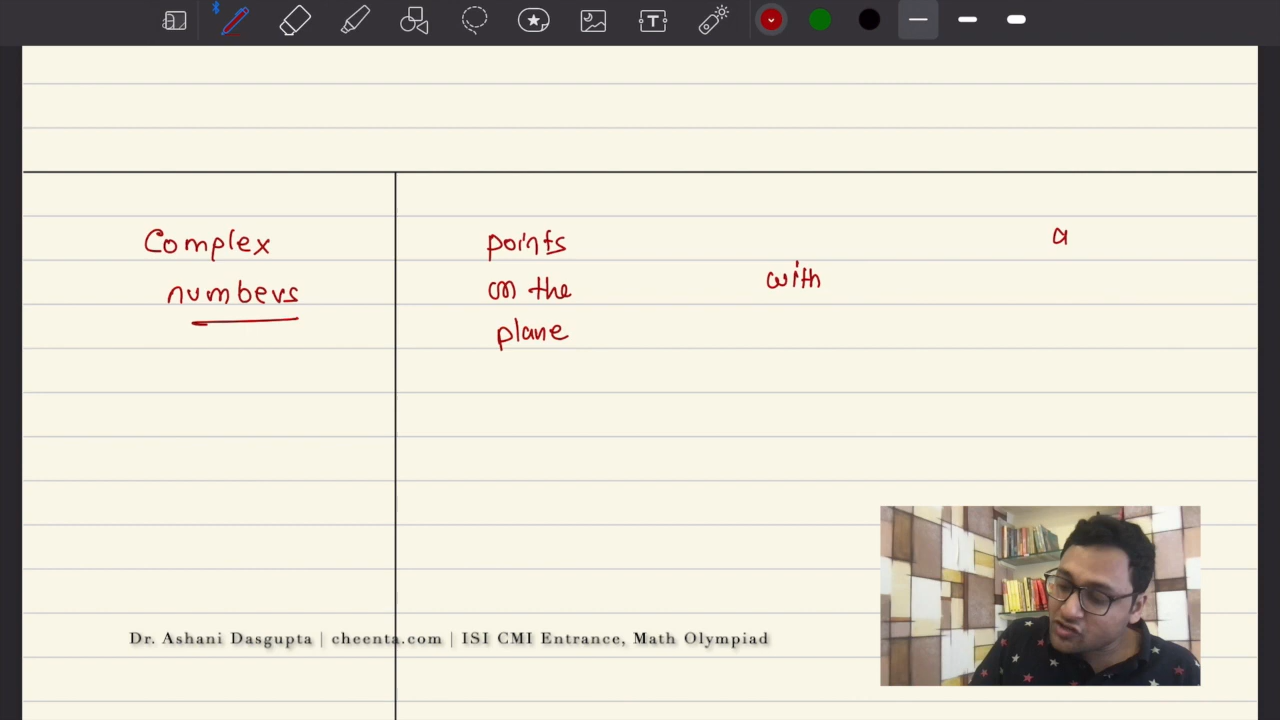 Complex
numbers
points
on the
plane
with
a
Dr. Ashani Dasgupta | cheenta.com | ISI CMI Entrance, Math Olympiad